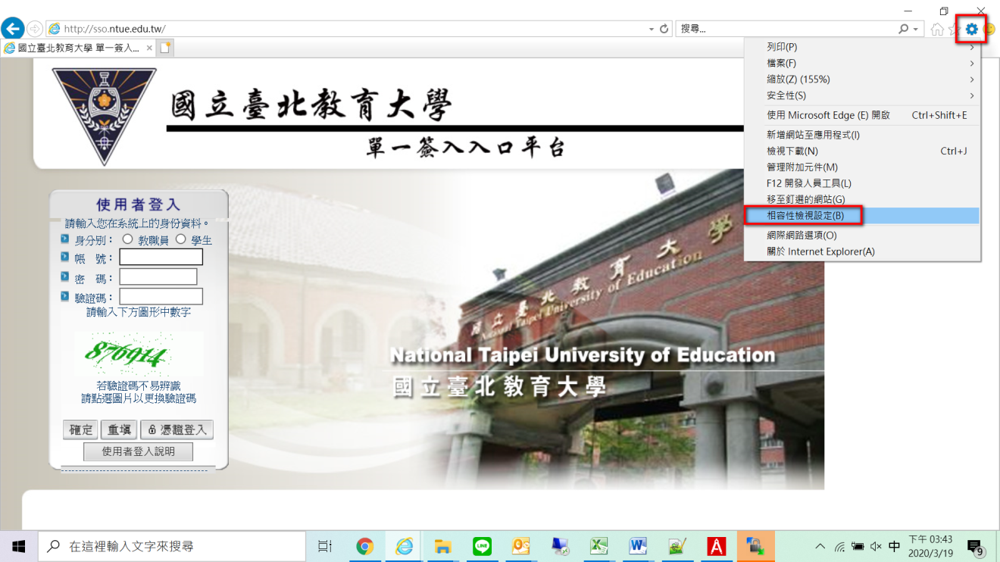 http://sso.ntue.edu.tw/
搜尋...
國立臺北教育大學 單一簽入...
列印(P)
檔案(F)
縮放(Z) (155%)
安全性(S)
使用 Microsoft Edge (E) 開啟 Ctrl+Shift+E
新增網站至應用程式(I)
檢視下載(N) Ctrl+J
管理附加元件(M)
F12 開發人員工具(L)
移至釘選的網站(G)
相容性檢視設定(B)
網際網路選項(O)
關於 Internet Explorer(A)
國立臺北教育大學
單一簽入入口平台
使用者登入
請輸入您在系統上的身份資料。
身分別： 教職員 學生
帳 號：
密 碼：
驗證碼：
請輸入下方圖形中數字
876914
若驗證碼不易辨識
請點選圖片以更換驗證碼
確定 重填 憑證登入
使用者登入說明
國立臺北教育大學
National Taipei University of Education
National Taipei University of Education
國立臺北教育大學
在這裡輸入文字來搜尋
LINE
中
下午 03:43
2020/3/19
9